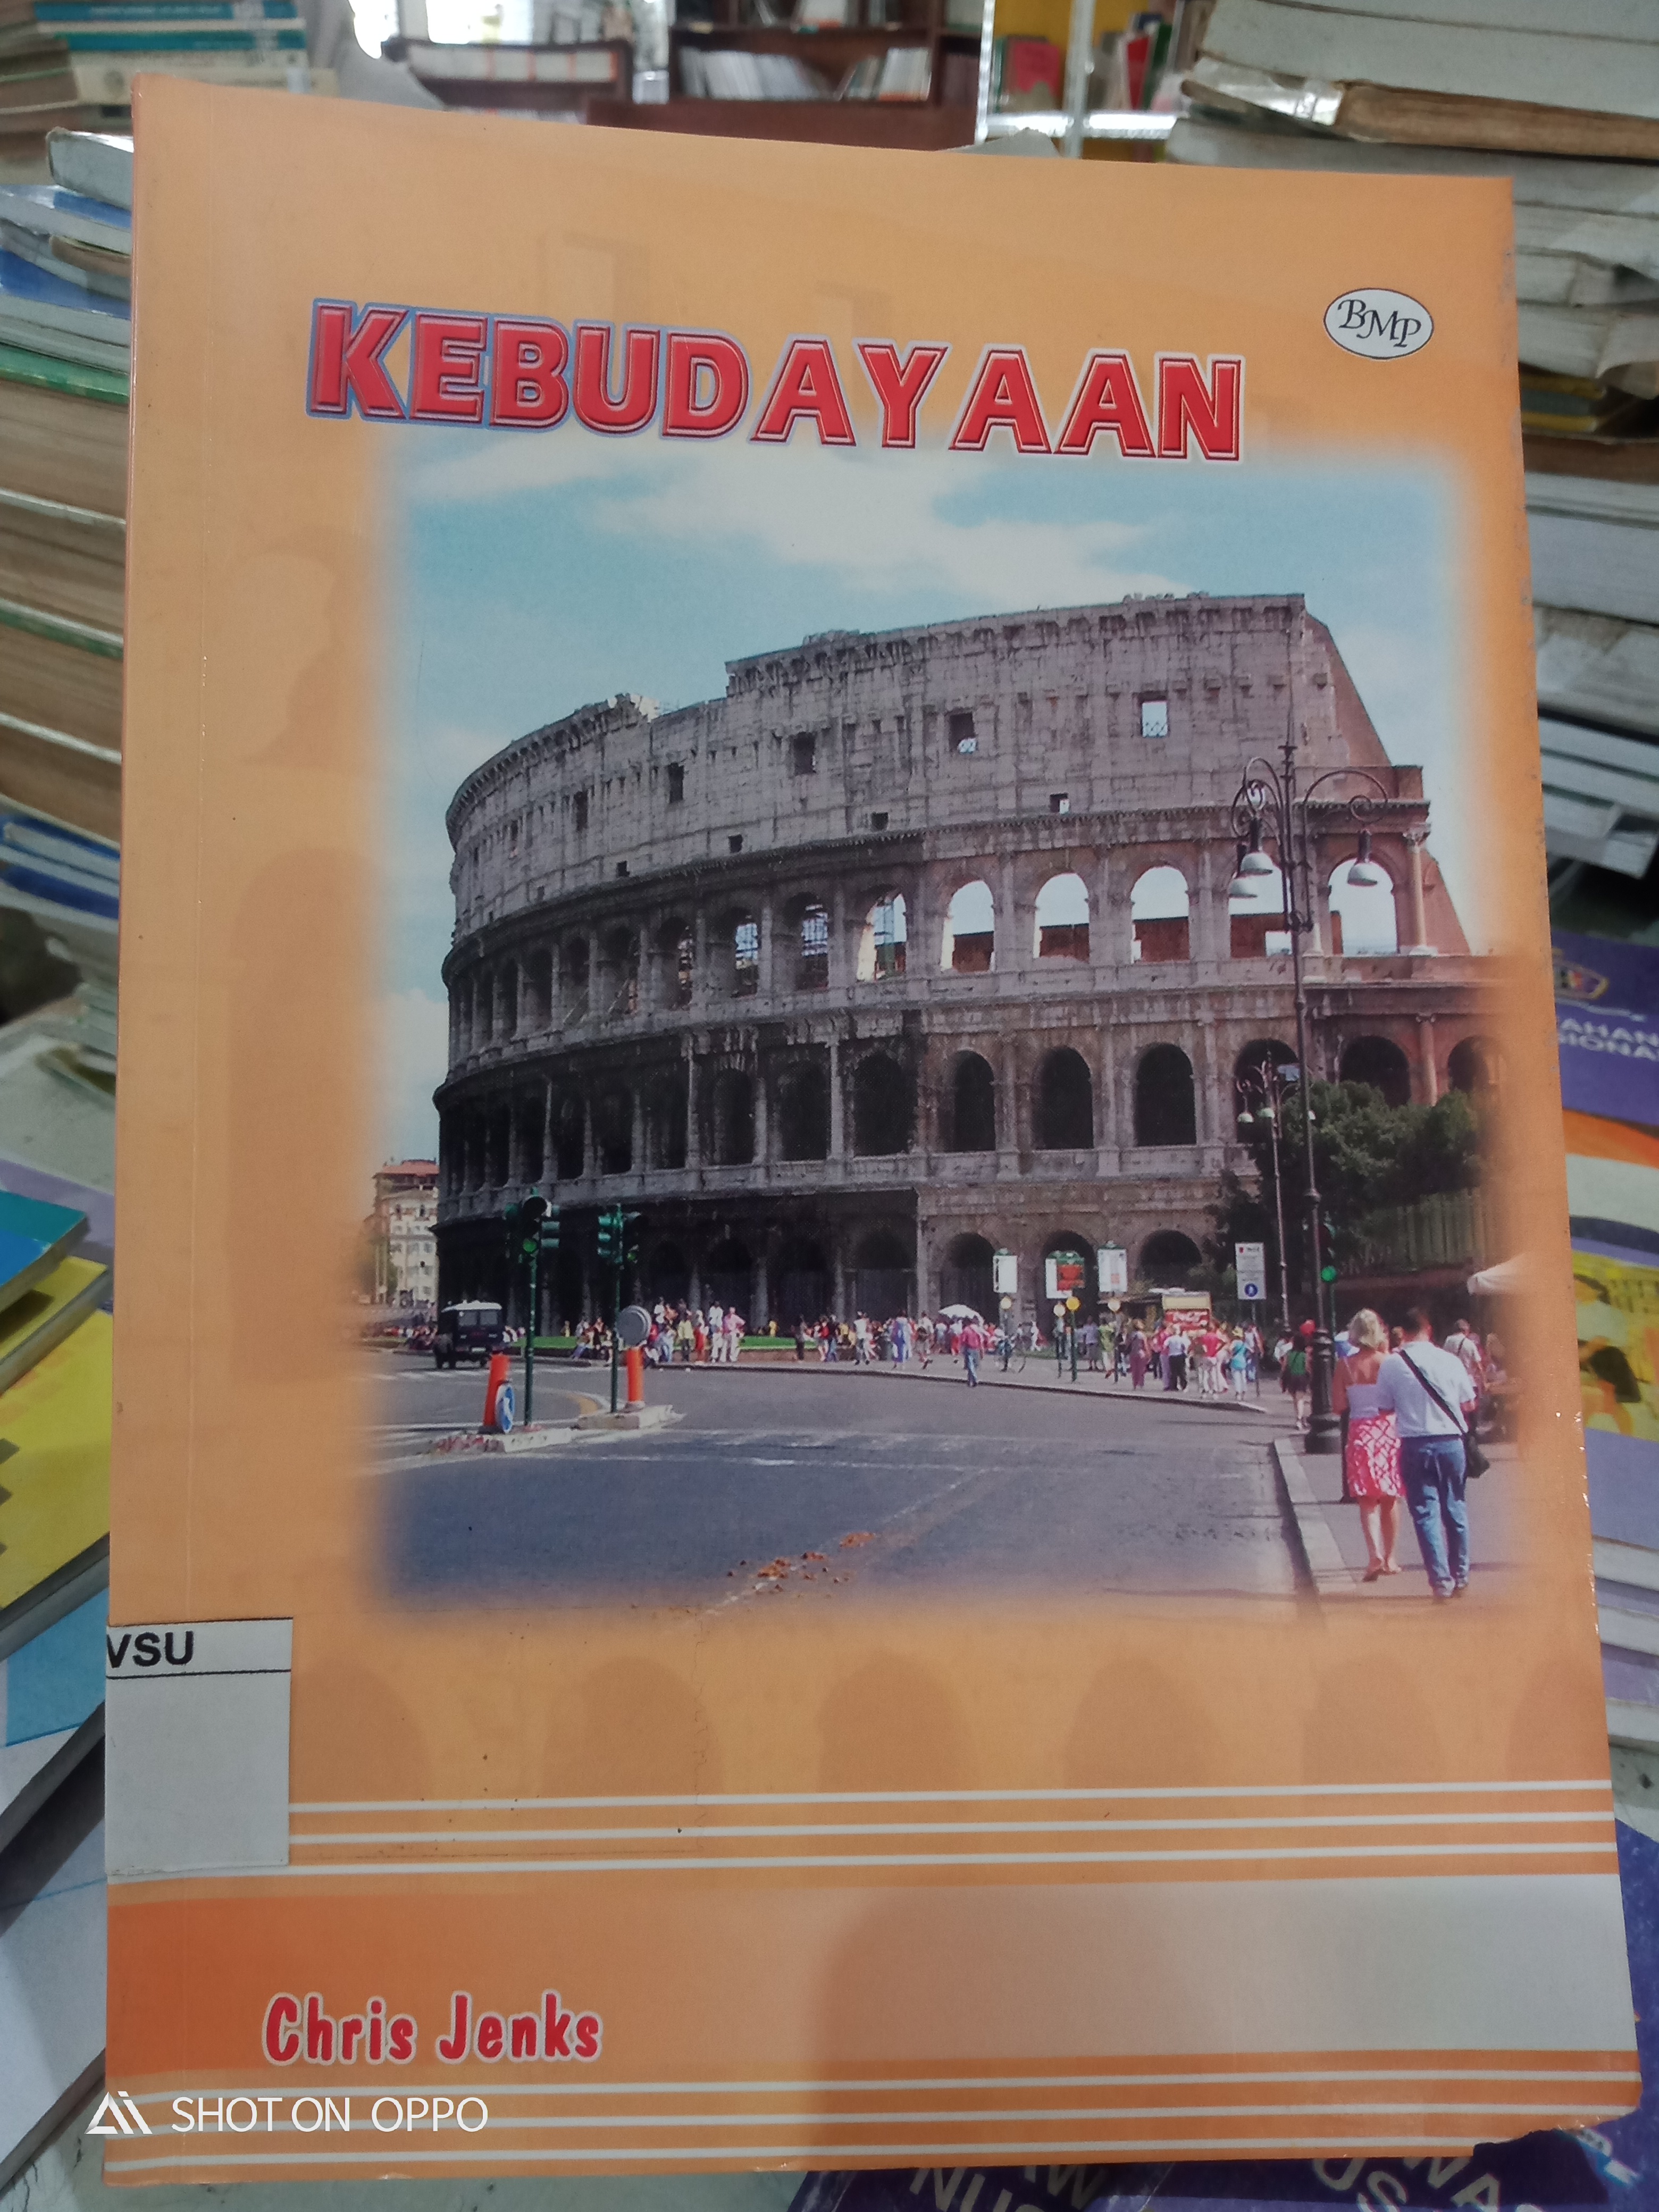 KEBUDAYAAN
BMP
VSU
Chris Jenks
SHOT ON OPPO